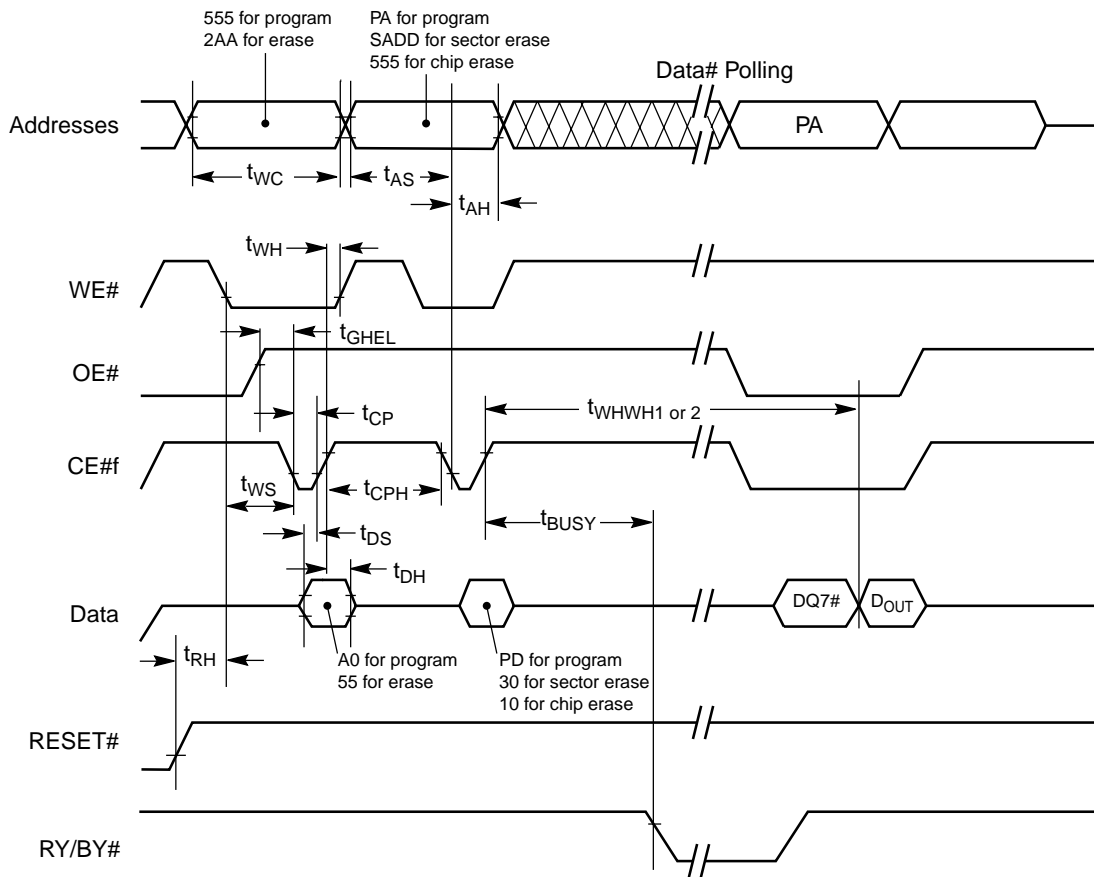 555 for program
2AA for erase
PA for program
SADD for sector erase
555 for chip erase
Data# Polling
Addresses
PA
tWC
tAS
tAH
tWH
WE#
tGHEL
OE#
tCP
tWHWH1 or 2
CE#f
tWS
tCPH
tBUSY
tDS
tDH
Data
DQ7#
DOUT
tRH
A0 for program
55 for erase
PD for program
30 for sector erase
10 for chip erase
RESET#
RY/BY#